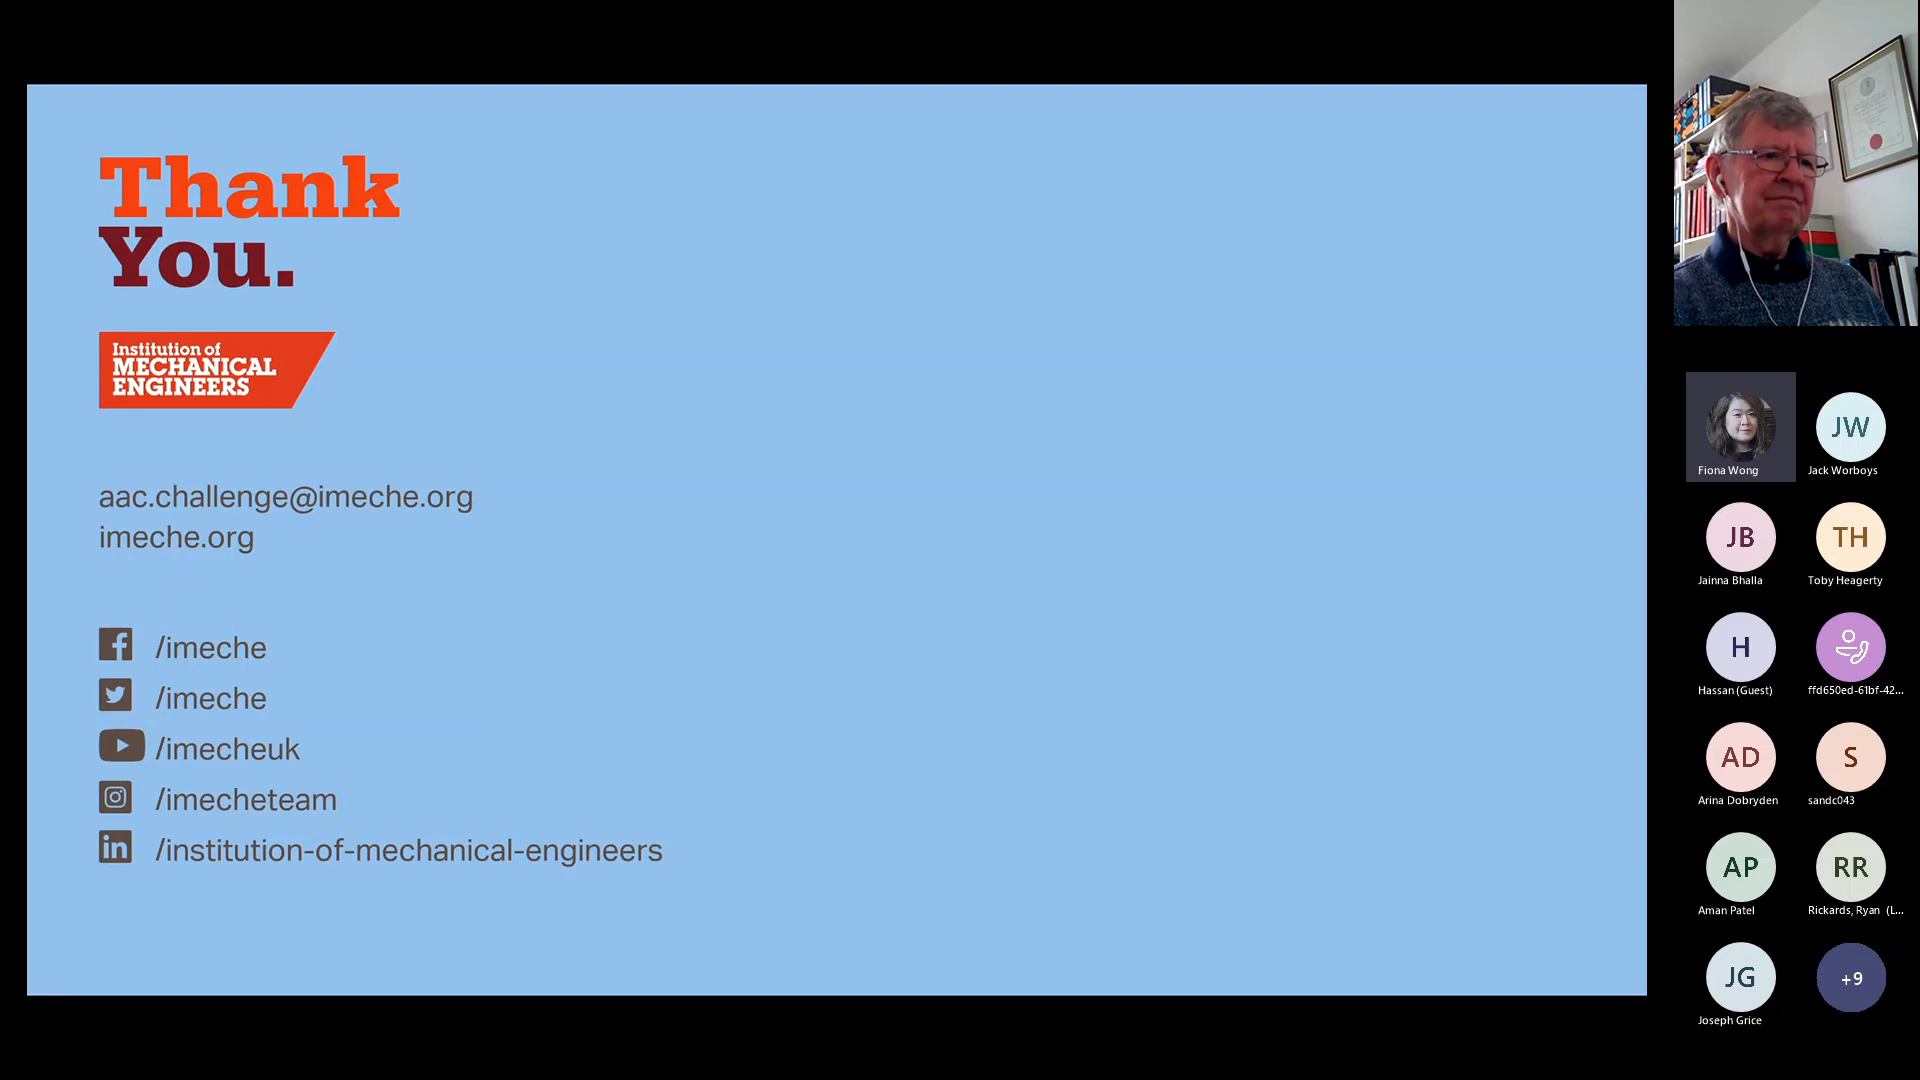 Thank
You.
Institution of
MECHANICAL
ENGINEERS
aac.challenge@imeche.org
imeche.org
/imeche
/imeche
/imecheuk
/imecheteam
in /institution-of-mechanical-engineers
Fiona Wong
JW
Jack Worboys
JB
Jainna Bhalla
TH
Toby Heagerty
H
Hassan (Guest)
ffd650ed-61bf-42...
AD
Arina Dobryden
S
sandc043
AP
Aman Patel
RR
Rickards, Ryan (L...
JG
Joseph Grice
+9